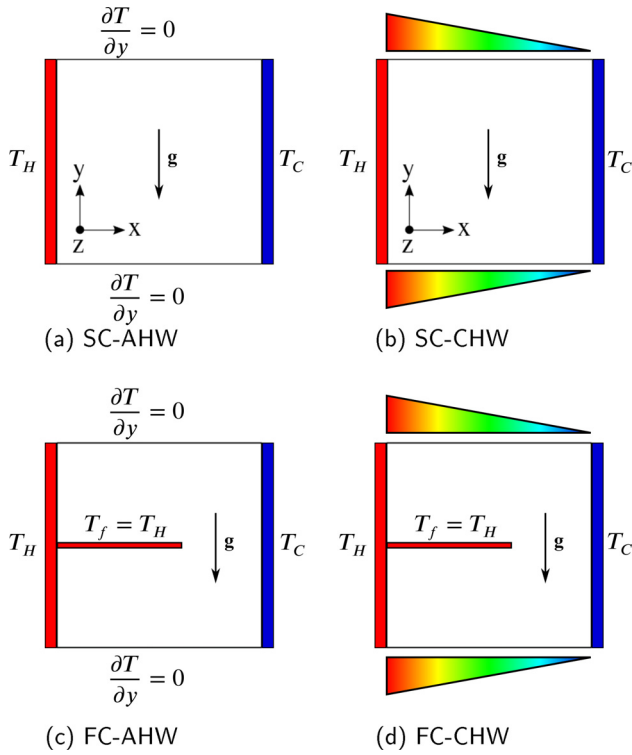 ∂T/∂y = 0
T_H
g
T_C
y
x
z
∂T/∂y = 0
(a) SC-AHW
T_H
g
T_C
y
x
z
(b) SC-CHW
∂T/∂y = 0
T_f = T_H
T_H
g
T_C
∂T/∂y = 0
(c) FC-AHW
T_f = T_H
T_H
g
T_C
(d) FC-CHW